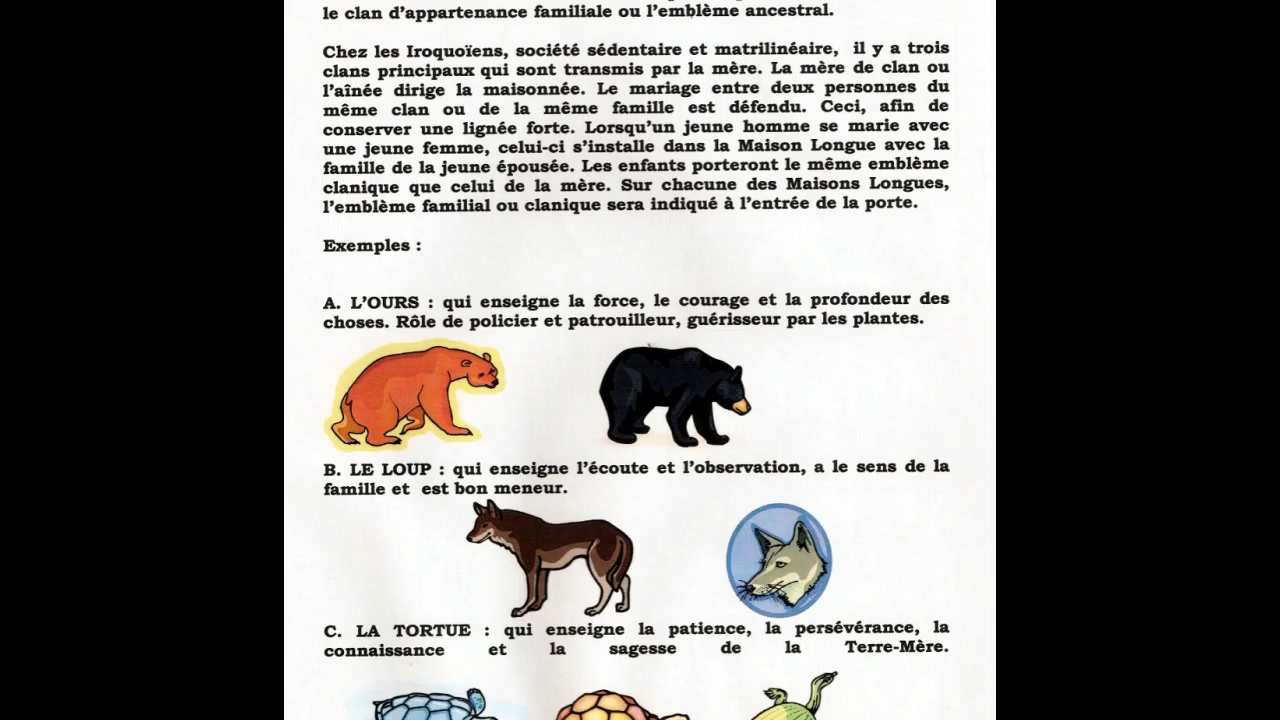 le clan d'appartenance familiale ou l'emblème ancestral.
Chez les Iroquoïens, société sédentaire et matrilinéaire, il y a trois
clans principaux qui sont transmis par la mère. La mère de clan ou
l'aînée dirige la maisonnée. Le mariage entre deux personnes du
même clan ou de la même famille est défendu. Ceci, afin de
conserver une lignée forte. Lorsqu'un jeune homme se marie avec
une jeune femme, celui-ci s'installe dans la Maison Longue avec la
famille de la jeune épousée. Les enfants porteront le même emblème
clanique que celui de la mère. Sur chacune des Maisons Longues,
l'emblème familial ou clanique sera indiqué à l'entrée de la porte.
Exemples :
A. L'OURS : qui enseigne la force, le courage et la profondeur des
choses. Rôle de policier et patrouilleur, guérisseur par les plantes.
B. LE LOUP : qui enseigne l'écoute et l'observation, a le sens de la
famille et est bon meneur.
C. LA TORTUE : qui enseigne la patience, la persévérance, la
connaissance et la sagesse de la Terre-Mère.